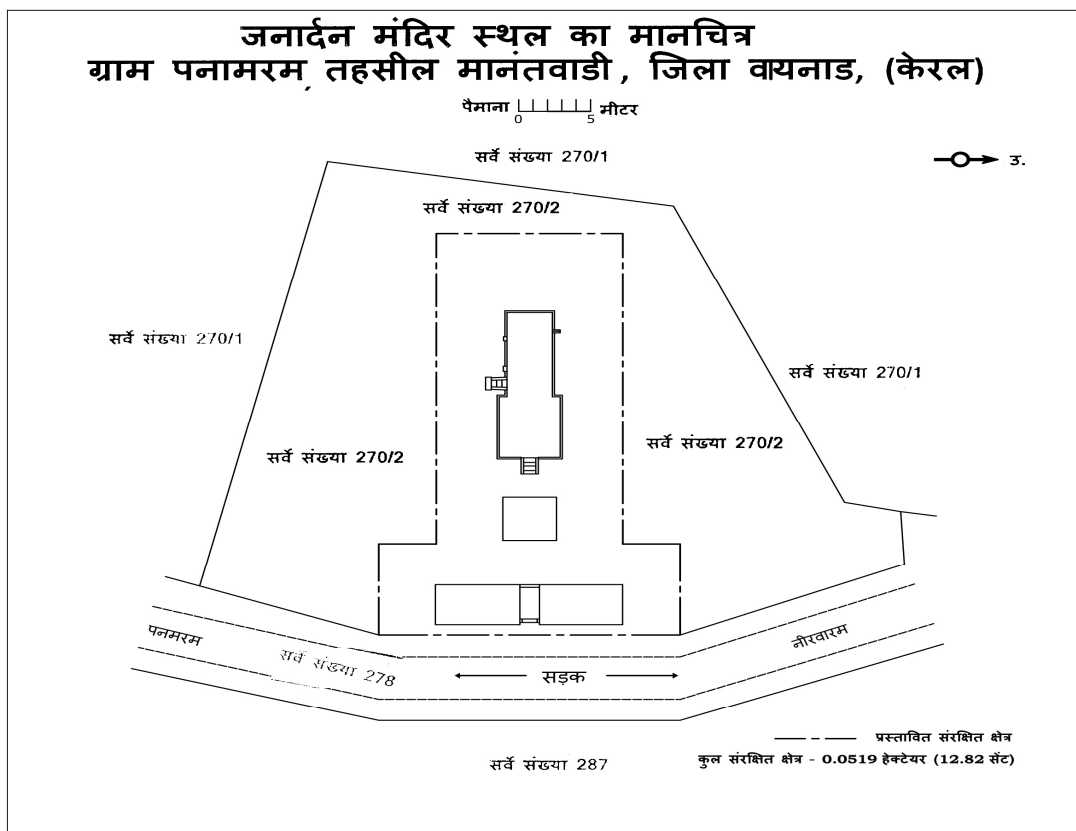 जनार्दन मंदिर स्थल का मानचित्र
ग्राम पनामरम, तहसील मानंतवाडी, जिला वायनाड, (केरल)
पैमाना 0 5 मीटर
सर्वे संख्या 270/1
उ.
सर्वे संख्या 270/2
सर्वे संख्या 270/1
सर्वे संख्या 270/1
सर्वे संख्या 270/2
सर्वे संख्या 270/2
पनमरम
नीरवारम
सर्वे संख्या 278
सड़क
प्रस्तावित संरक्षित क्षेत्र
कुल संरक्षित क्षेत्र - 0.0519 हेक्टेयर (12.82 सेंट)
सर्वे संख्या 287